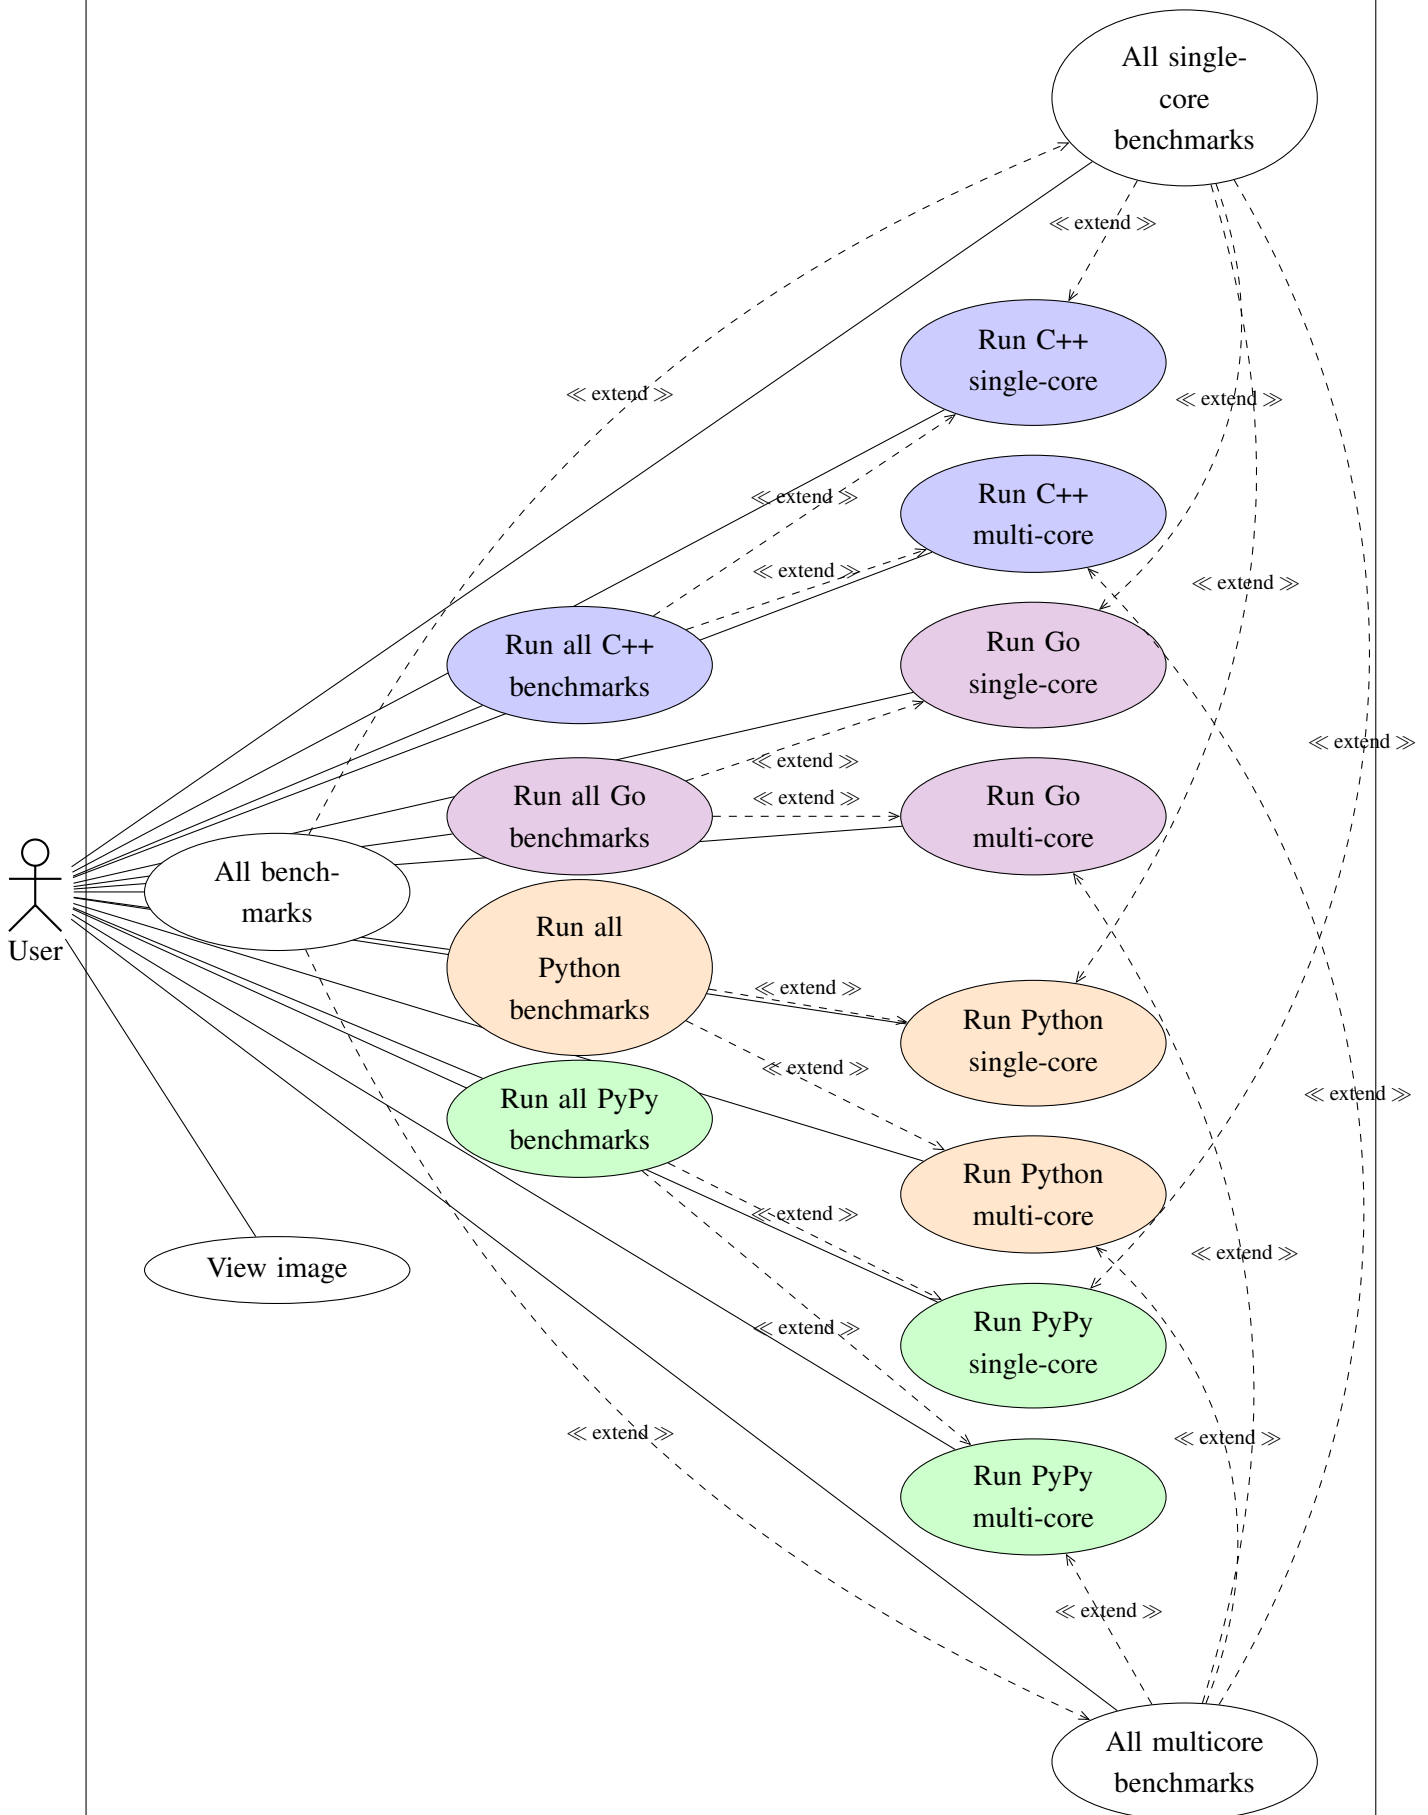 All single-
core
benchmarks
≪ extend ≫
Run C++
single-core
≪ extend ≫
≪ extend ≫
Run C++
multi-core
≪ extend ≫
≪ extend ≫
≪ extend ≫
Run all C++
benchmarks
Run Go
single-core
≪ extend ≫
≪ extend ≫
Run all Go
benchmarks
≪ extend ≫
Run Go
multi-core
All bench-
marks
User
Run all
Python
benchmarks
≪ extend ≫
Run Python
single-core
≪ extend ≫
≪ extend ≫
Run all PyPy
benchmarks
Run Python
multi-core
≪ extend ≫
≪ extend ≫
View image
≪ extend ≫
Run PyPy
single-core
≪ extend ≫
≪ extend ≫
Run PyPy
multi-core
≪ extend ≫
All multicore
benchmarks